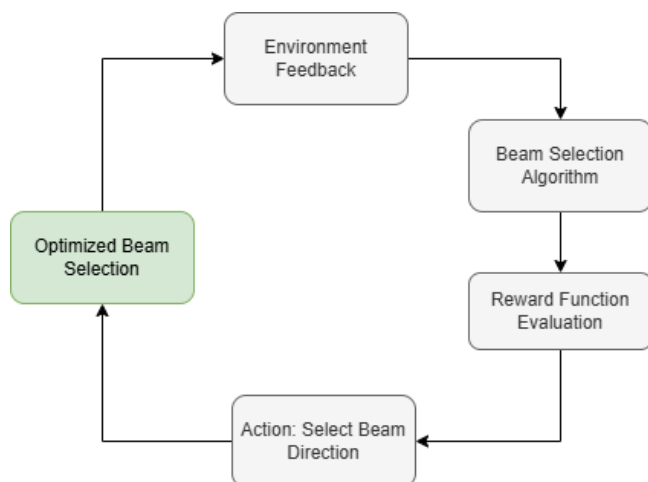 Environment
Feedback
Beam Selection
Algorithm
Reward Function
Evaluation
Action: Select Beam
Direction
Optimized Beam
Selection